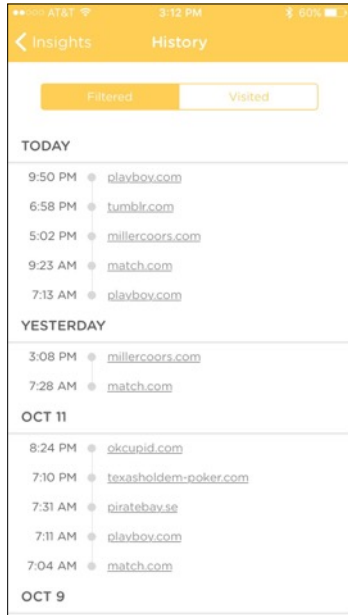 AT&T 3:12 PM 60%
Insights History
Filtered Visited
TODAY
9:50 PM playboy.com
6:58 PM tumblr.com
5:02 PM millercoors.com
9:23 AM match.com
7:13 AM playboy.com
YESTERDAY
3:08 PM millercoors.com
7:28 AM match.com
OCT 11
8:24 PM okcupid.com
7:10 PM texasholdem-poker.com
7:31 AM piratebay.se
7:11 AM playboy.com
7:04 AM match.com
OCT 9